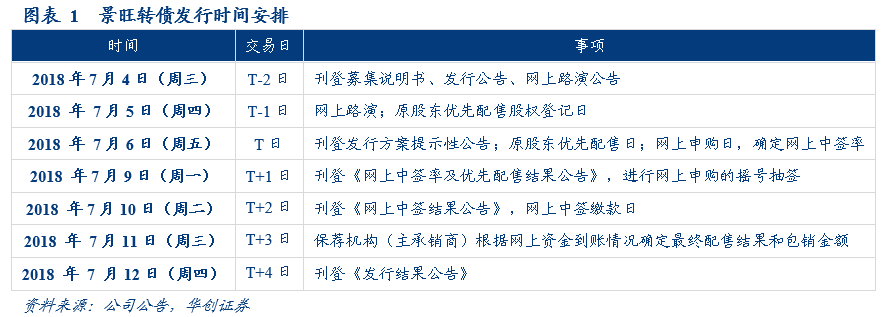 图表 1 景旺转债发行时间安排
时间 交易日 事项
2018 年 7 月 4 日（周三） T-2 日 刊登募集说明书、发行公告、网上路演公告
2018 年 7 月 5 日（周四） T-1 日 网上路演；原股东优先配售股权登记日
2018 年 7 月 6 日（周五） T 日 刊登发行方案提示性公告；原股东优先配售日；网上申购日，确定网上中签率
2018 年 7 月 9 日（周一） T+1 日 刊登《网上中签率及优先配售结果公告》，进行网上申购的摇号抽签
2018 年 7 月 10 日（周二） T+2 日 刊登《网上中签结果公告》，网上中签缴款日
2018 年 7 月 11 日（周三） T+3 日 保荐机构（主承销商）根据网上资金到账情况确定最终配售结果和包销金额
2018 年 7 月 12 日（周四） T+4 日 刊登《发行结果公告》
资料来源：公司公告，华创证券